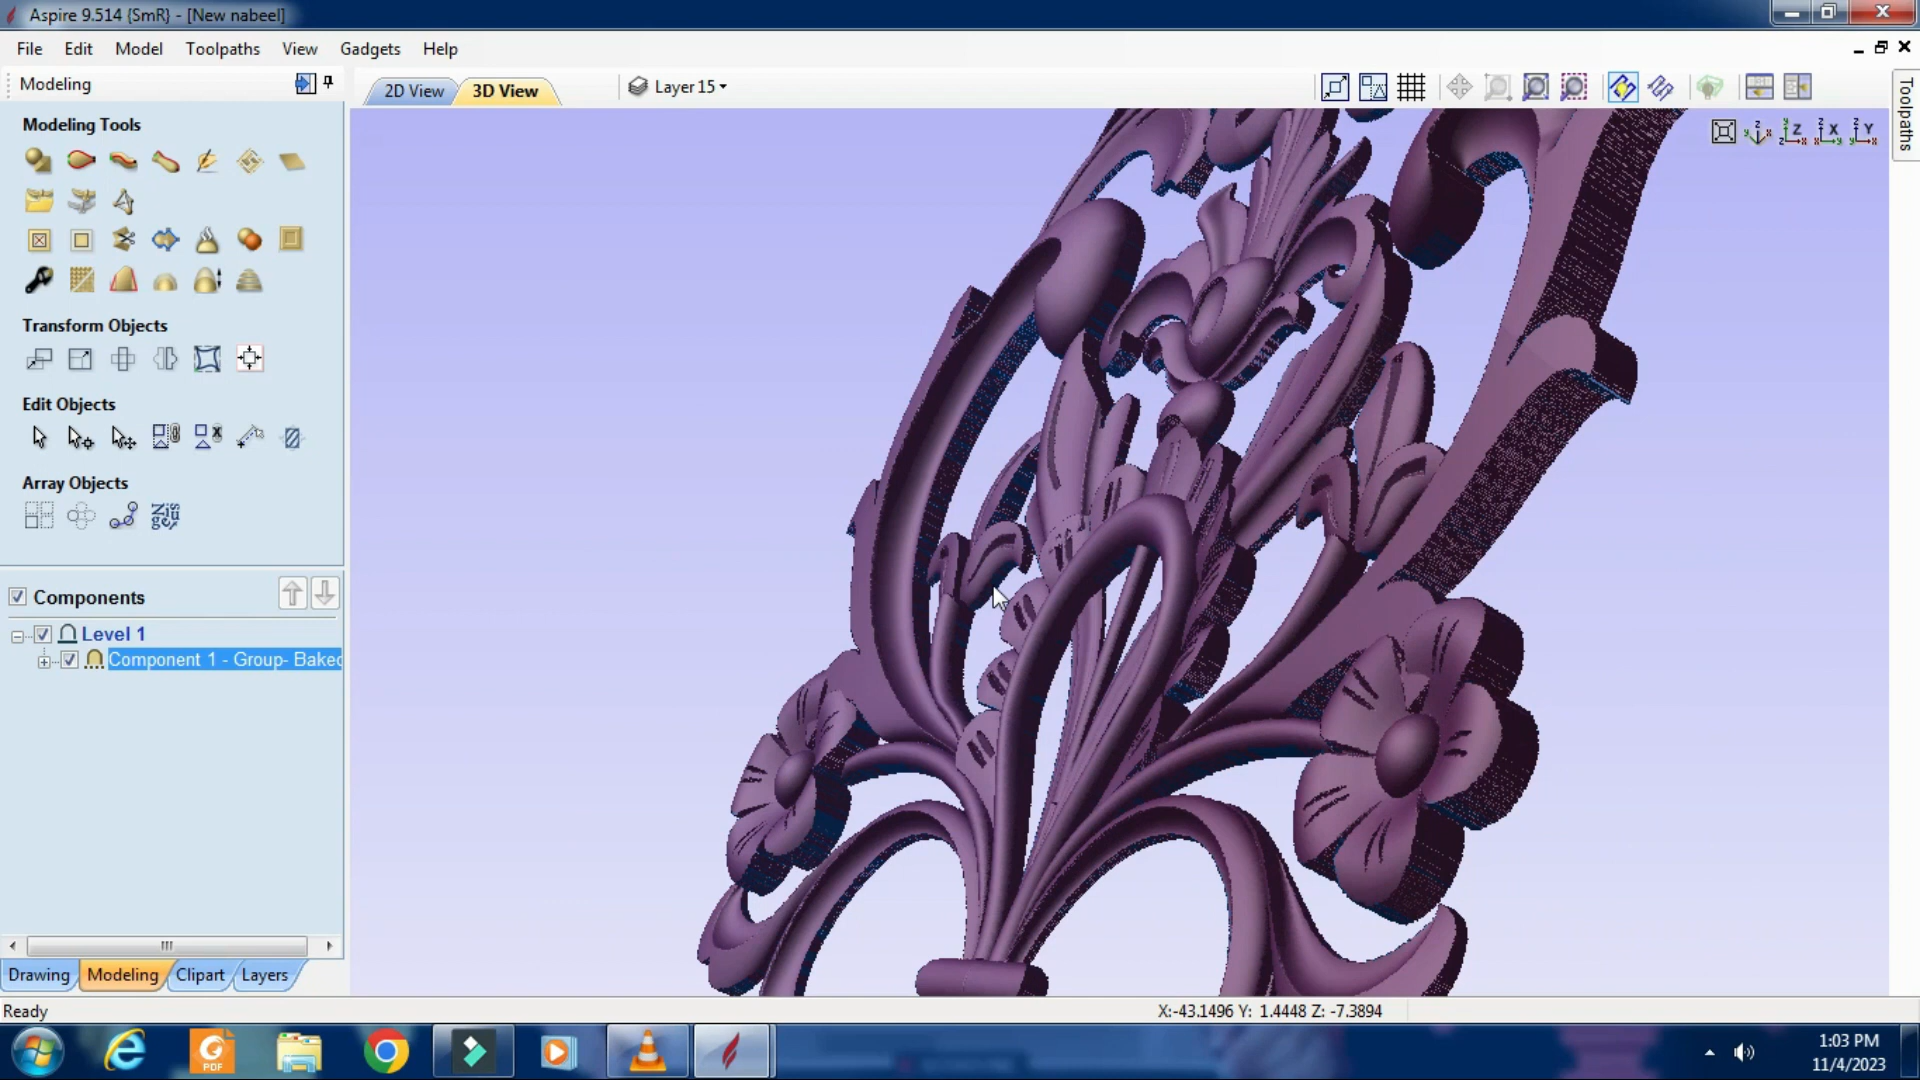 Aspire 9.514 {SmR} - [New nabeel]
File Edit Model Toolpaths View Gadgets Help
Modeling
2D View 3D View Layer 15
Toolpaths
Modeling Tools
Transform Objects
Edit Objects
Array Objects
Components
Level 1
Component 1 - Group- Baked
Drawing Modeling Clipart Layers
Ready
X:-43.1496 Y: 1.4448 Z: -7.3894
PDF
1:03 PM
11/4/2023